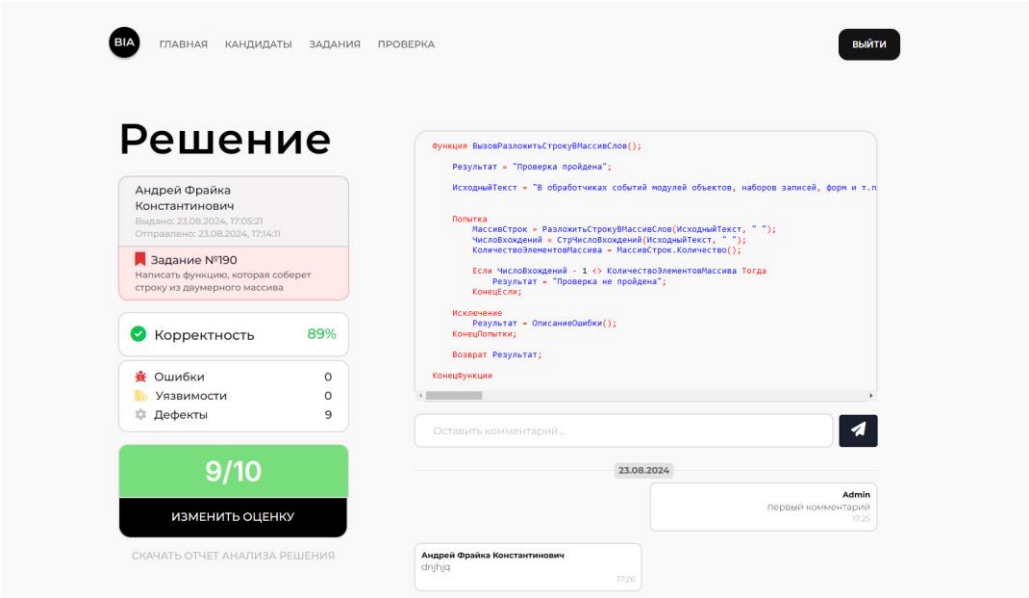 BIA ГЛАВНАЯ КАНДИДАТЫ ЗАДАНИЯ ПРОВЕРКА ВЫЙТИ
Решение
Андрей Фрайка
Константинович
Выдано: 23.08.2024, 17:05:21
Отправлено: 23.08.2024, 17:14:11
Задание №190
Написать функцию, которая соберет
строку из двумерного массива
Корректность 89%
Ошибки 0
Уязвимости 0
Дефекты 9
9/10
ИЗМЕНИТЬ ОЦЕНКУ
СКАЧАТЬ ОТЧЕТ АНАЛИЗА РЕШЕНИЯ
Функция ВызовРазложитьСтрокуВМассивСлов();
Результат = "Проверка пройдена";
ИсходныйТекст = "В обработчиках событий модулей объектов, наборов записей, форм и т.п
Попытка
МассивСтрок = РазложитьСтрокуВМассивСлов(ИсходныйТекст, " ");
ЧислоВхождений = СтрЧислоВхождений(ИсходныйТекст, " ");
КоличествоЭлементовМассива = МассивСтрок.Количество();
Если ЧислоВхождений - 1 <> КоличествоЭлементовМассива Тогда
Результат = "Проверка не пройдена";
КонецЕсли;
Исключение
Результат = ОписаниеОшибки();
КонецПопытки;
Возврат Результат;
КонецФункции
Оставить комментарий...
23.08.2024
Admin
первый комментарий
17:25
Андрей Фрайка Константинович
dnjhjq
17:26